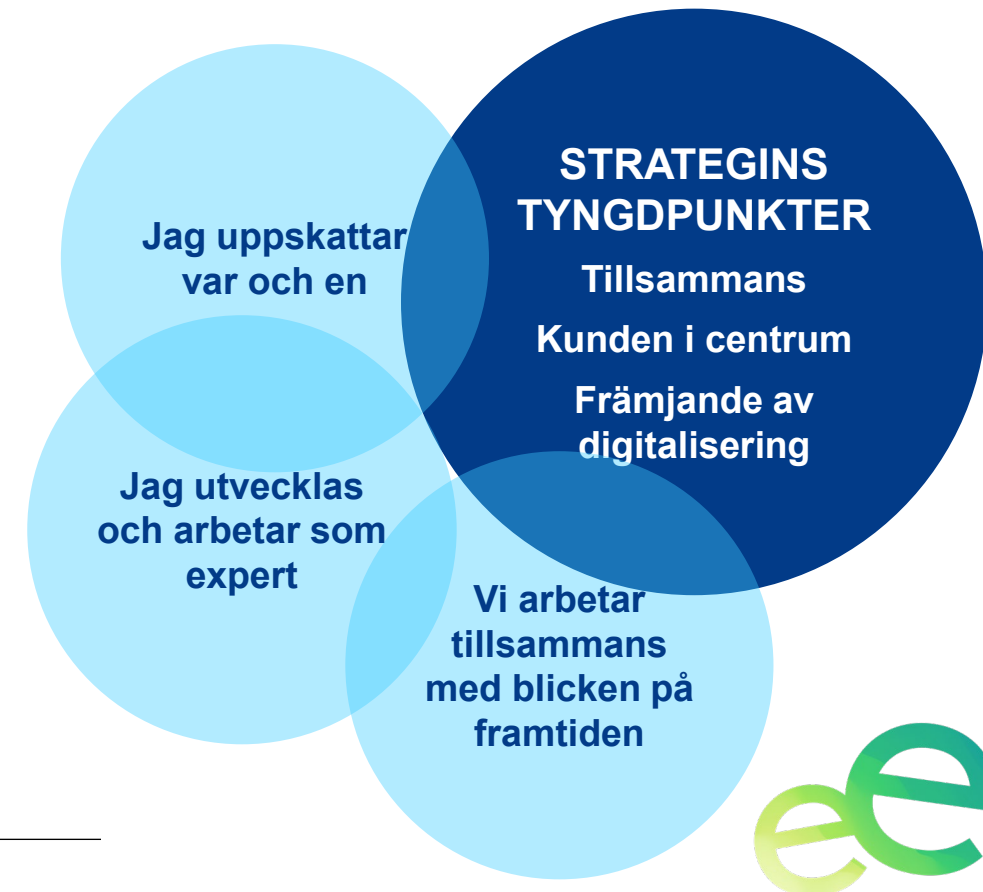 Jag uppskattar
var och en
STRATEGINS
TYNGDPUNKTER
Tillsammans
Kunden i centrum
Främjande av
digitalisering
Jag utvecklas
och arbetar som
expert
Vi arbetar
tillsammans
med blicken på
framtiden
ee